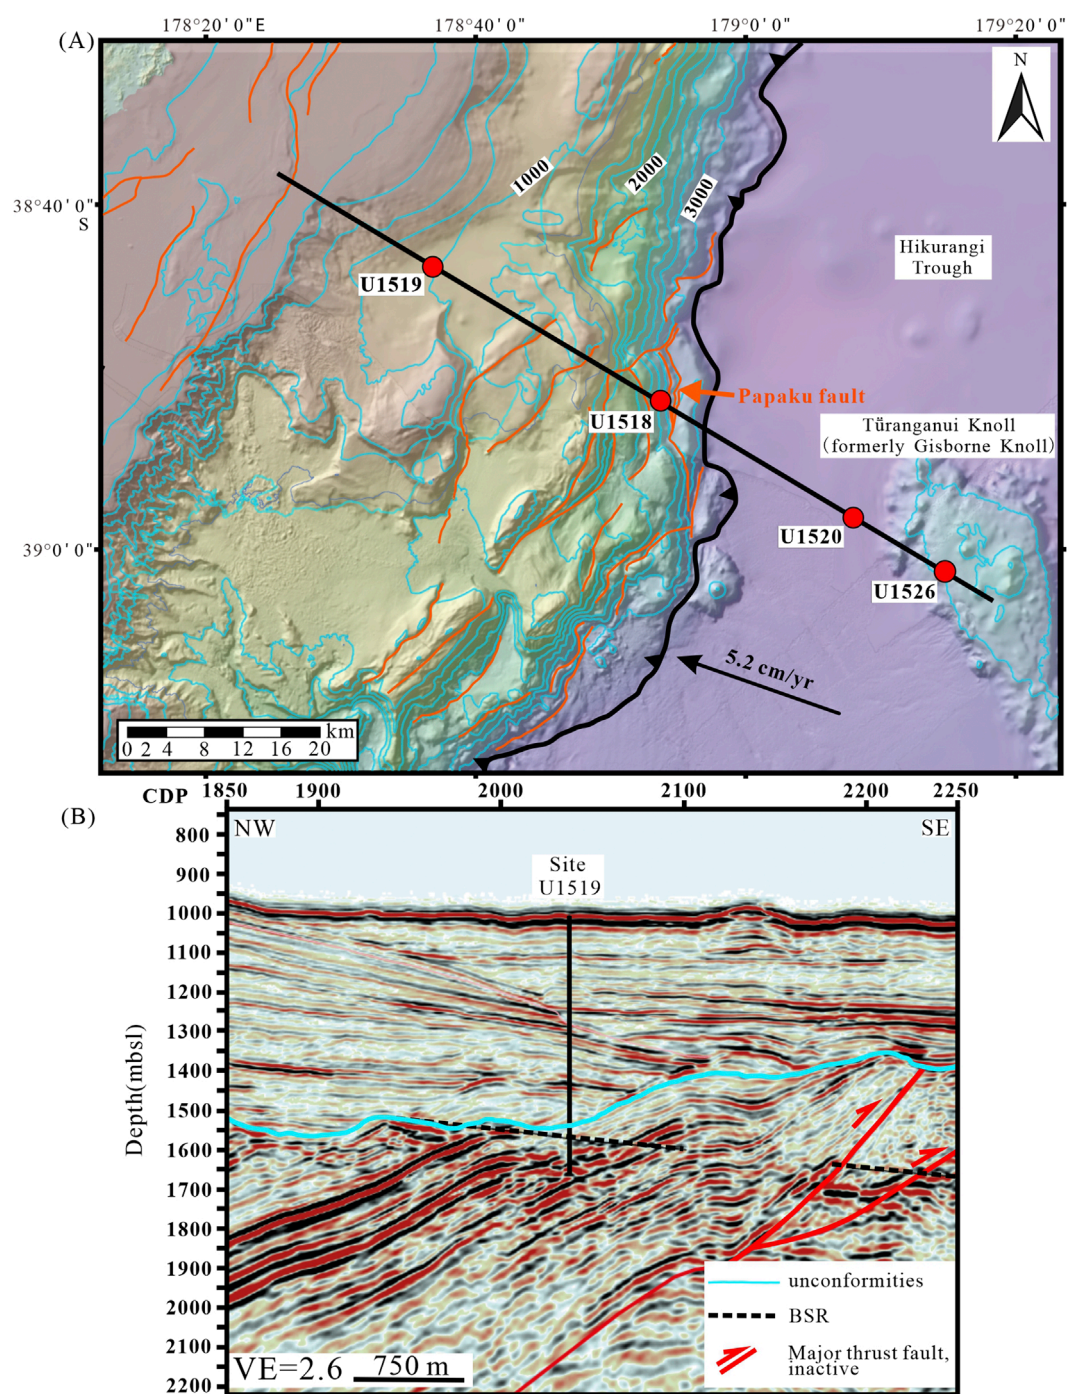 178°20′0″E 178°40′0″ 179°0′0″ 179°20′0″
(A)
N
1000
2000
3000
38°40′0″
S
Hikurangi
Trough
U1519
Papaku fault
U1518
Tūranganui Knoll
(formerly Gisborne Knoll)
U1520
39°0′0″
U1526
5.2 cm/yr
km
0 2 4 8 12 16 20
CDP
1850 1900 2000 2100 2200 2250
(B)
NW
SE
Site
U1519
800
900
1000
1100
1200
1300
1400
1500
1600
1700
1800
1900
2000
2100
2200
Depth(mbsl)
unconformities
BSR
Major thrust fault,
inactive
VE=2.6 750 m